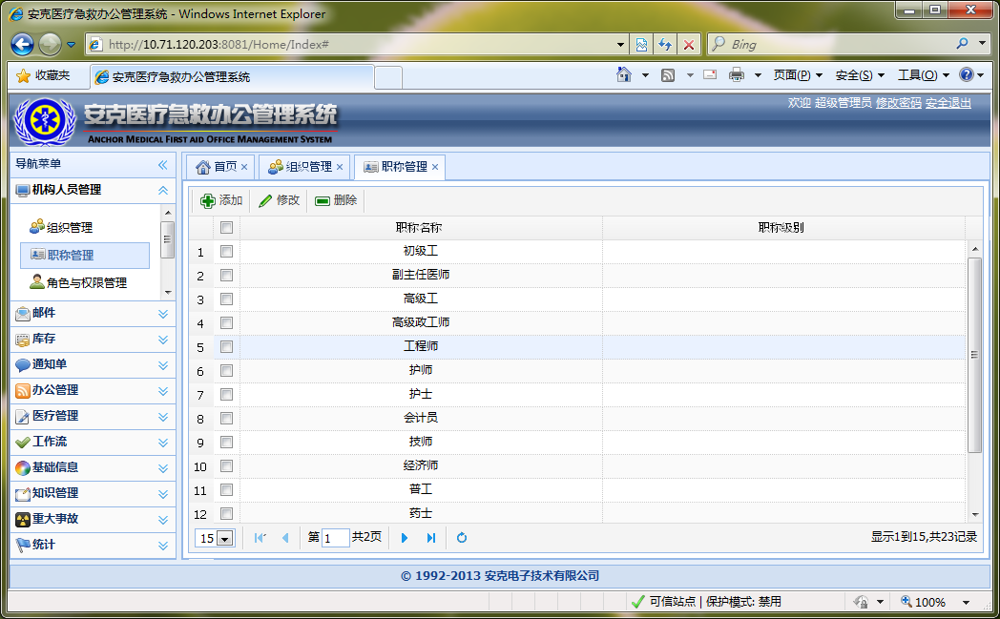 安克医疗急救办公管理系统 - Windows Internet Explorer
http://10.71.120.203:8081/Home/Index#
Bing
收藏夹
安克医疗急救办公管理系统
页面(P)
安全(S)
工具(O)
安克医疗急救办公管理系统
ANCHOR MEDICAL FIRST AID OFFICE MANAGEMENT SYSTEM
欢迎 超级管理员 修改密码 安全退出
导航菜单
机构人员管理
组织管理
职称管理
角色与权限管理
邮件
库存
通知单
办公管理
医疗管理
工作流
基础信息
知识管理
重大事故
统计
首页 ×
组织管理 ×
职称管理 ×
添加 修改 删除
职称名称 职称级别
1 初级工
2 副主任医师
3 高级工
4 高级政工师
5 工程师
6 护师
7 护士
8 会计员
9 技师
10 经济师
11 普工
12 药士
15 第 1 共2页
显示1到15,共23记录
© 1992-2013 安克电子技术有限公司
可信站点 | 保护模式: 禁用
100%